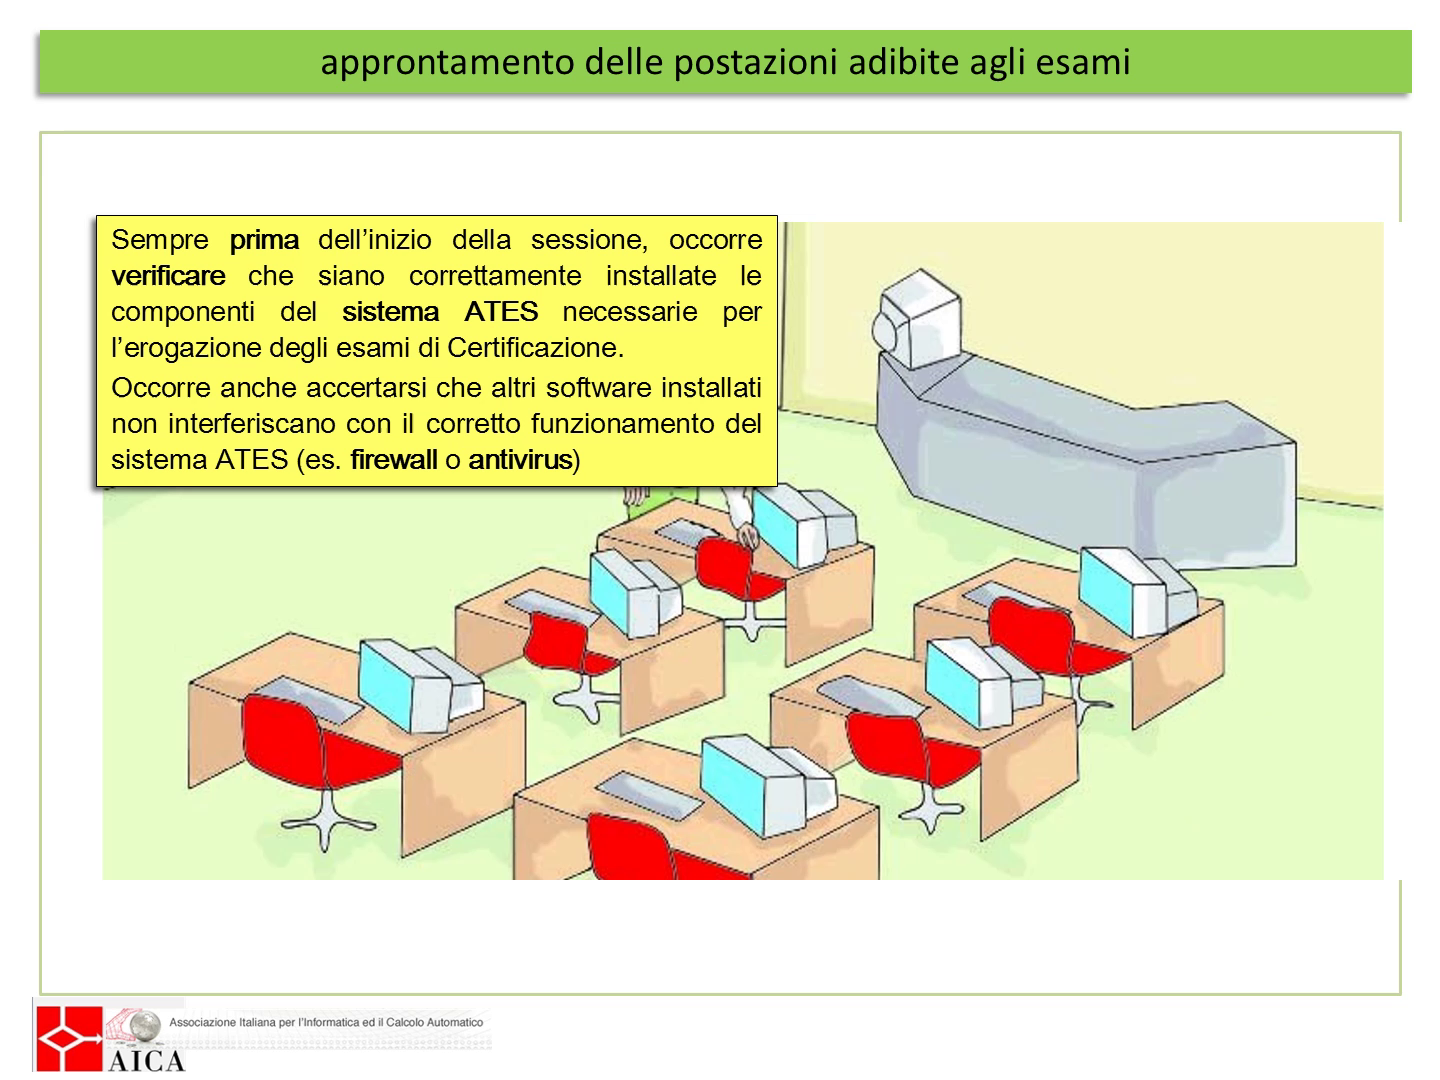 approntamento delle postazioni adibite agli esami
Sempre prima dell’inizio della sessione, occorre
verificare che siano correttamente installate le
componenti del sistema ATES necessarie per
l’erogazione degli esami di Certificazione.
Occorre anche accertarsi che altri software installati
non interferiscano con il corretto funzionamento del
sistema ATES (es. firewall o antivirus)
Associazione Italiana per l'Informatica ed il Calcolo Automatico
AICA